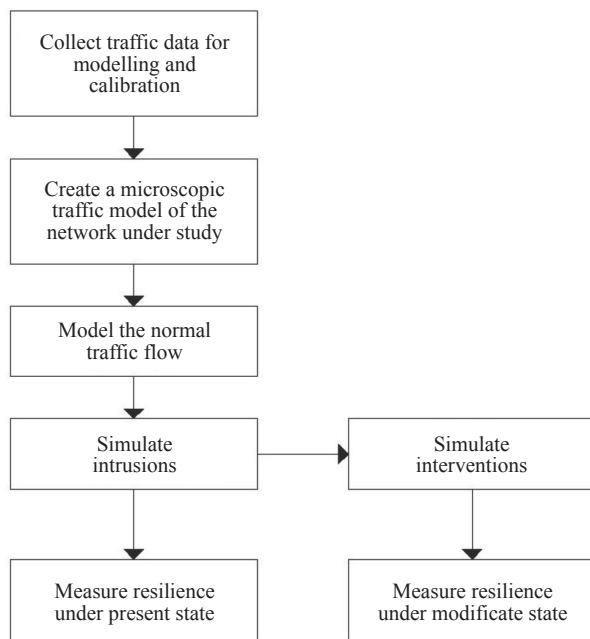 Collect traffic data for
modelling and
calibration
Create a microscopic
traffic model of the
network under study
Model the normal
traffic flow
Simulate
intrusions
Simulate
interventions
Measure resilience
under present state
Measure resilience
under modificate state